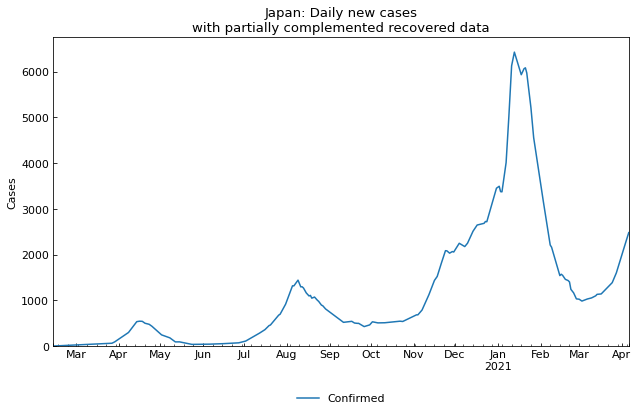 Japan: Daily new cases
with partially complemented recovered data
Cases
6000
5000
4000
3000
2000
1000
0
Mar Apr May Jun Jul Aug Sep Oct Nov Dec Jan Feb Mar Apr
2021
Confirmed